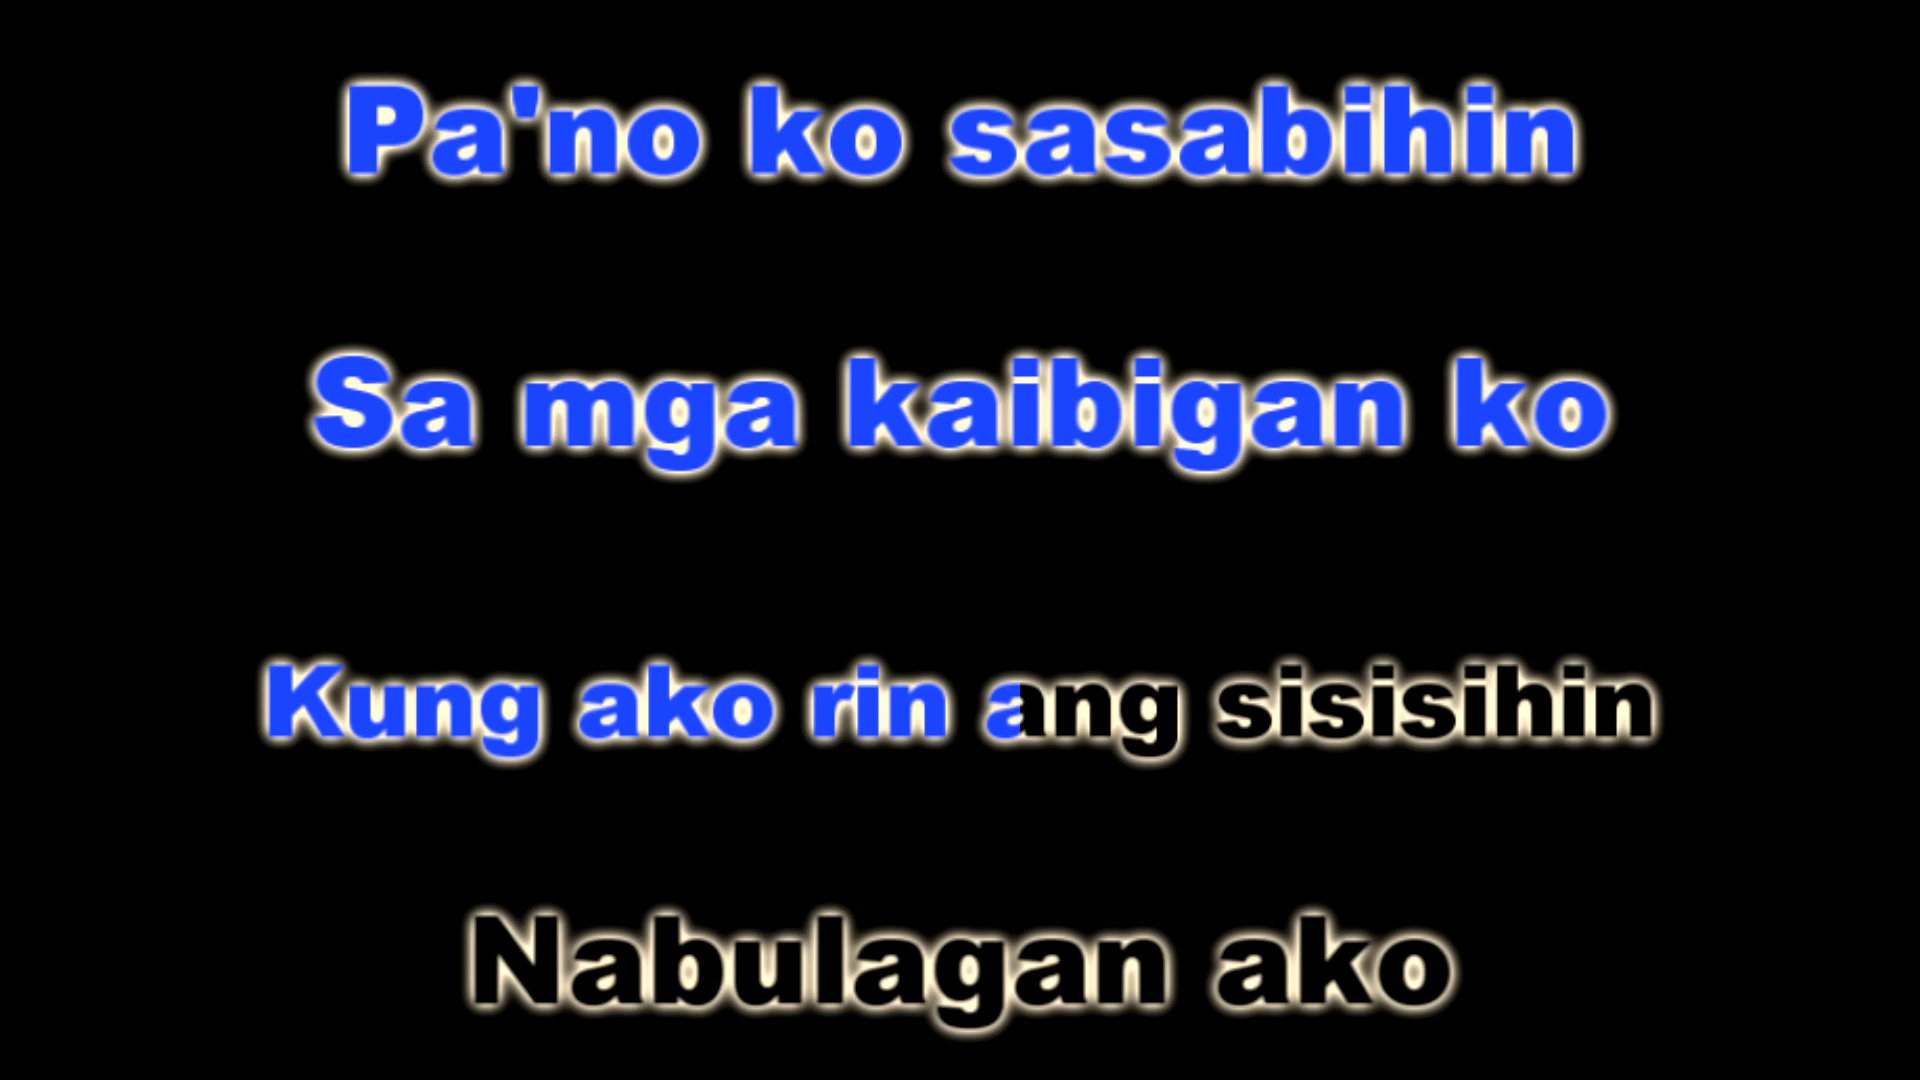 Pa'no ko sasabihin
Sa mga kaibigan ko
Kung ako rin ang sisisihin
Nabulagan ako